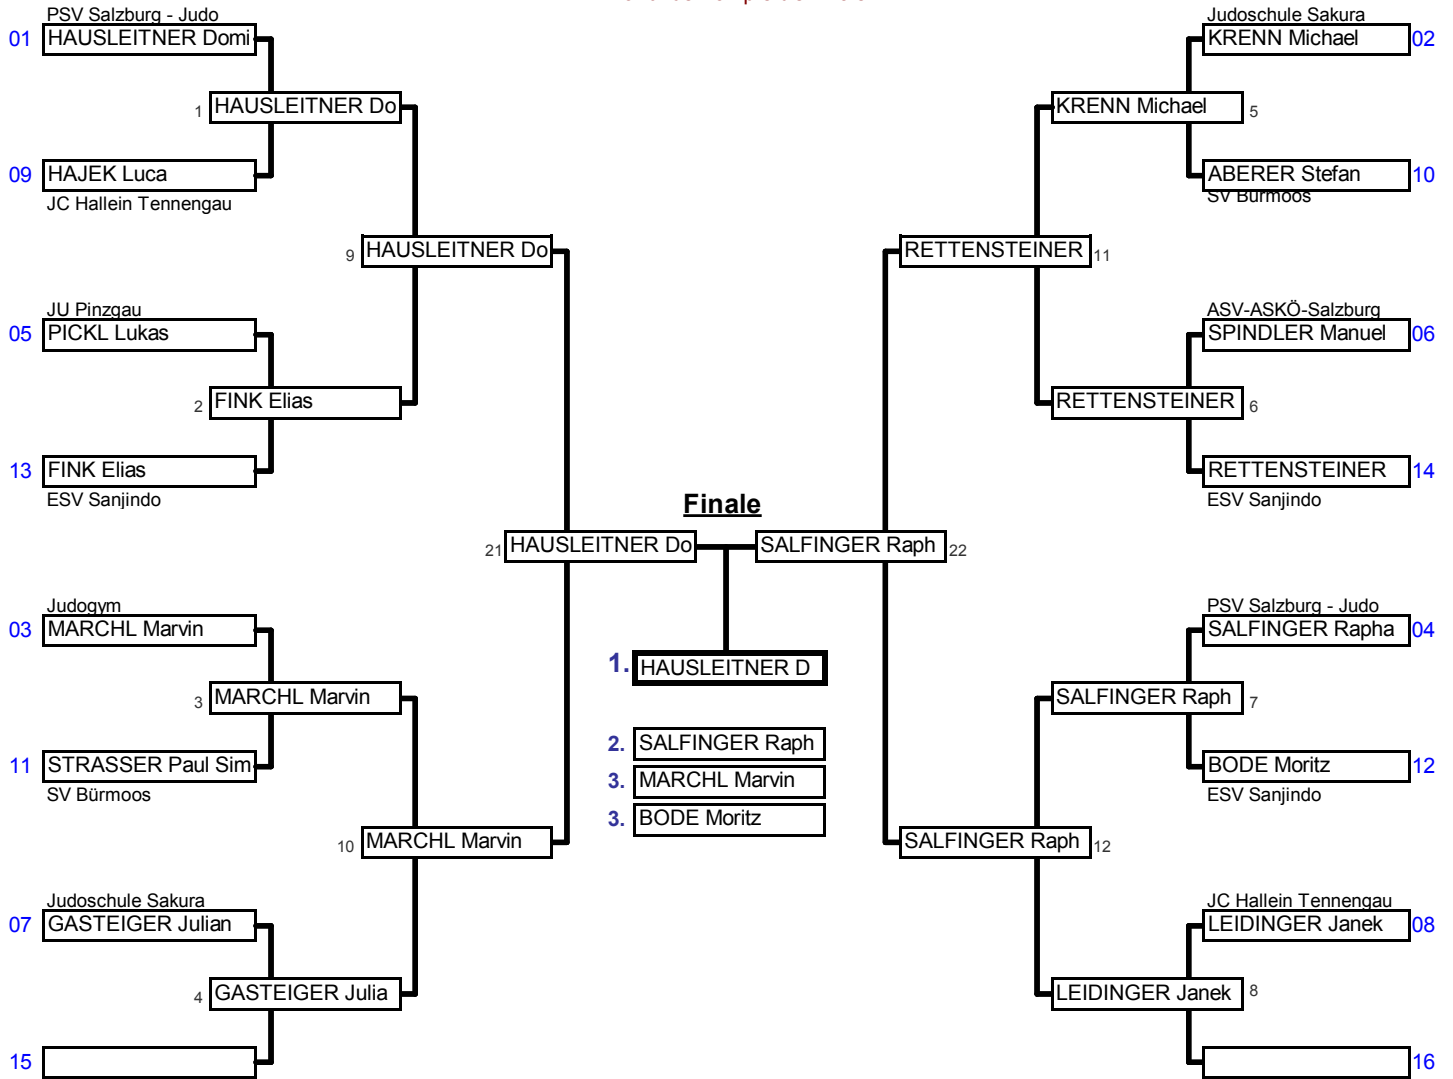 PSV Salzburg - Judo
01 HAUSLEITNER Domi
1 HAUSLEITNER Do
09 HAJEK Luca
JC Hallein Tennengau
9 HAUSLEITNER Do
JU Pinzgau
05 PICKL Lukas
2 FINK Elias
13 FINK Elias
ESV Sanjindo
21 HAUSLEITNER Do
Judogym
03 MARCHL Marvin
3 MARCHL Marvin
11 STRASSER Paul Sim
SV Bürmoos
10 MARCHL Marvin
Judoschule Sakura
07 GASTEIGER Julian
4 GASTEIGER Julia
15
Finale
1. HAUSLEITNER D
2. SALFINGER Raph
3. MARCHL Marvin
3. BODE Moritz
Judoschule Sakura
KRENN Michael 02
KRENN Michael 5
ABERER Stefan 10
SV Bürmoos
RETTENSTEINER 11
ASV-ASKÖ-Salzburg
SPINDLER Manuel 06
RETTENSTEINER 6
RETTENSTEINER 14
ESV Sanjindo
SALFINGER Raph 22
PSV Salzburg - Judo
SALFINGER Rapha 04
SALFINGER Raph 7
BODE Moritz 12
ESV Sanjindo
SALFINGER Raph 12
JC Hallein Tennengau
LEIDINGER Janek 08
LEIDINGER Janek 8
16